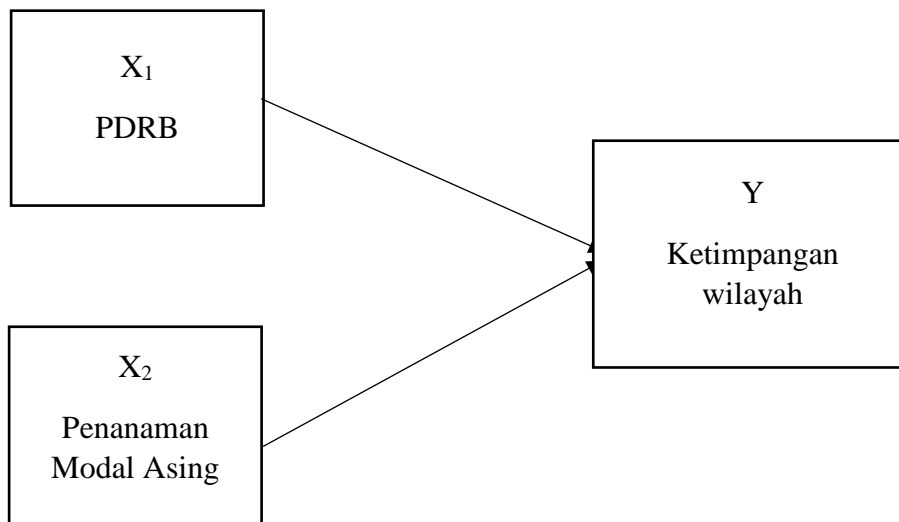 X₁
PDRB
Y
Ketimpangan
wilayah
X₂
Penanaman
Modal Asing